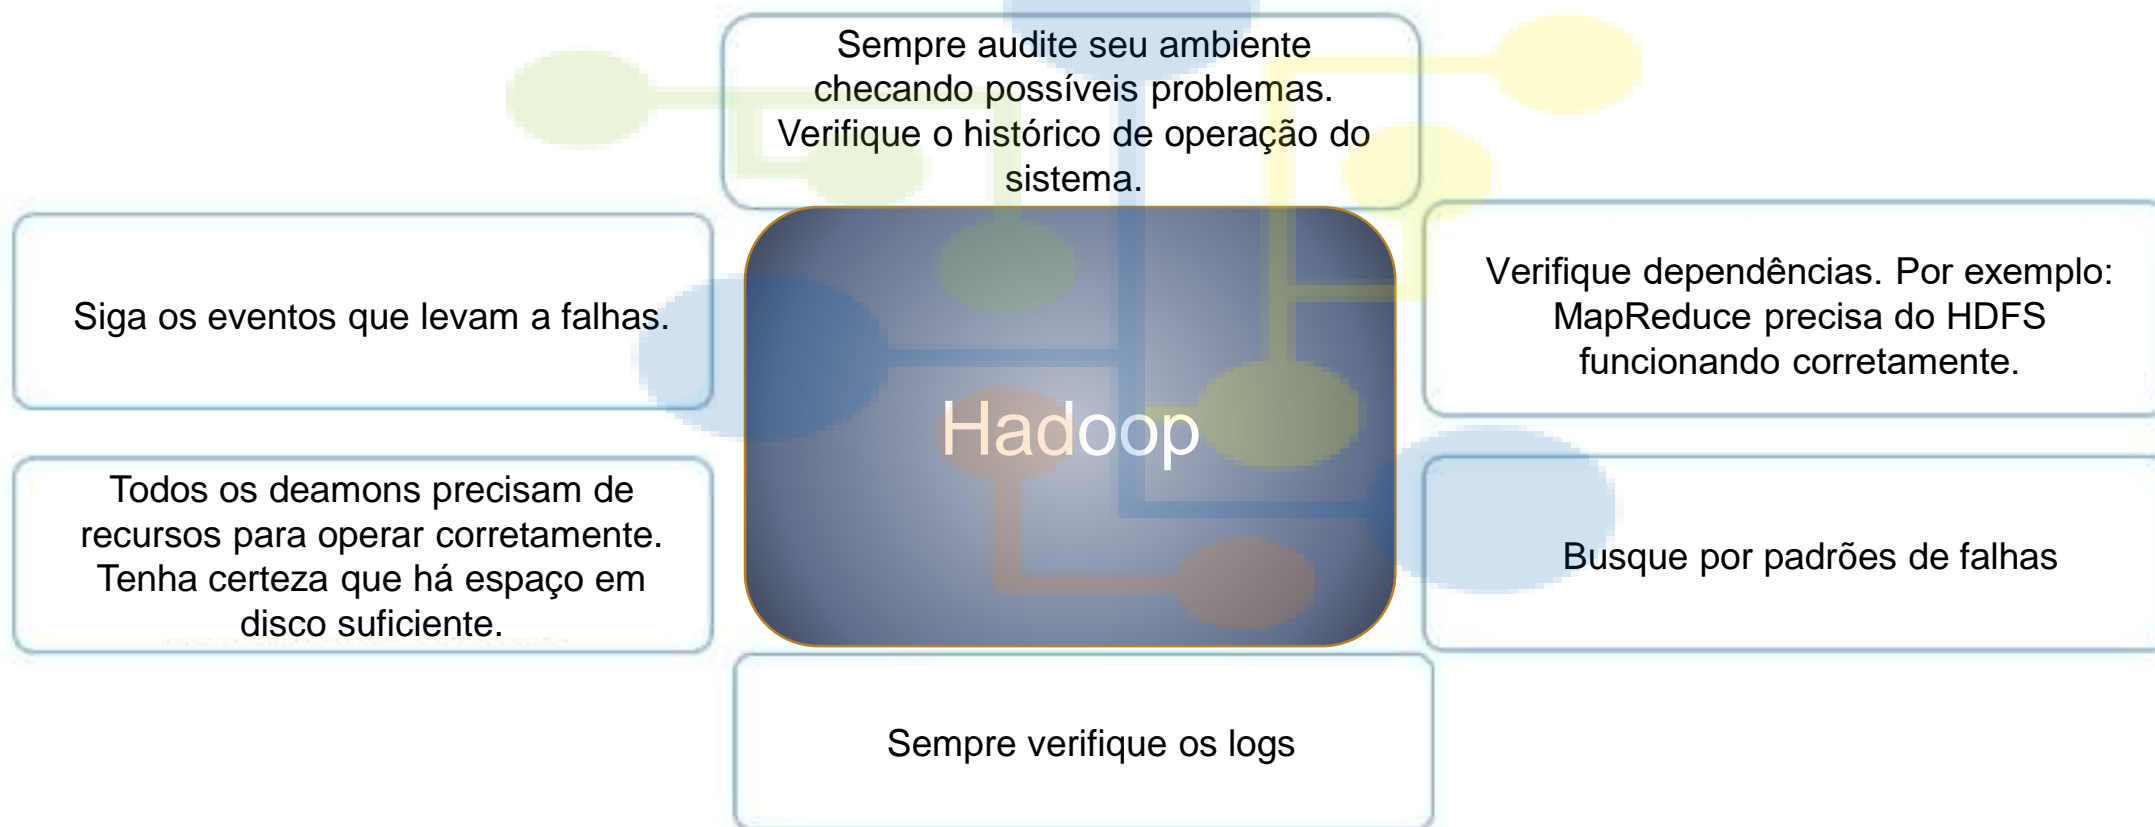 Sempre audite seu ambiente
checando possíveis problemas.
Verifique o histórico de operação do
sistema.
Siga os eventos que levam a falhas.
Verifique dependências. Por exemplo:
MapReduce precisa do HDFS
funcionando corretamente.
Hadoop
Todos os deamons precisam de
recursos para operar corretamente.
Tenha certeza que há espaço em
disco suficiente.
Busque por padrões de falhas
Sempre verifique os logs